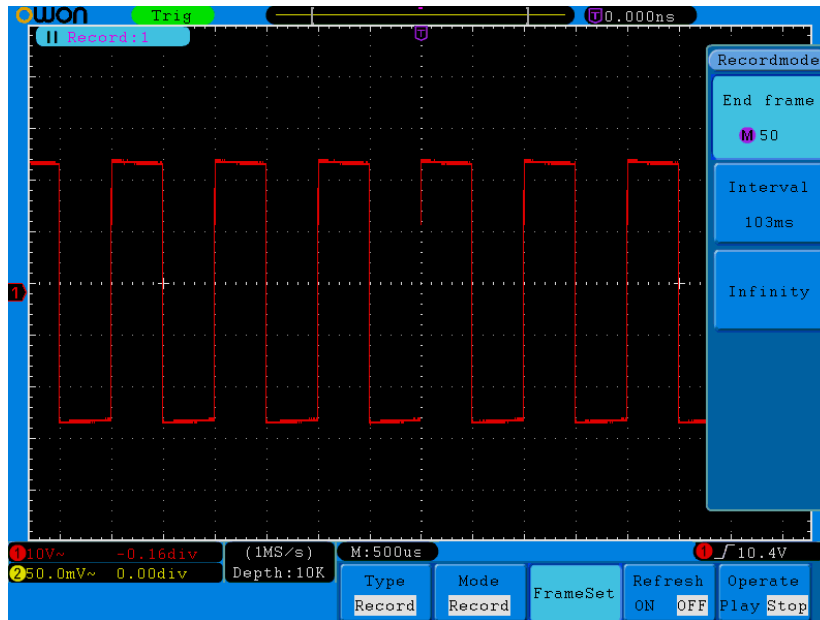 OWON Trig T 0.000ns
II Record:1
T
Recordmode
End frame
M 50
Interval
103ms
Infinity
1
1 10V~ -0.16div (1MS/s) M:500us 1 10.4V
2 50.0mV~ 0.00div Depth:10K
Type Mode FrameSet Refresh Operate
Record Record ON OFF Play Stop